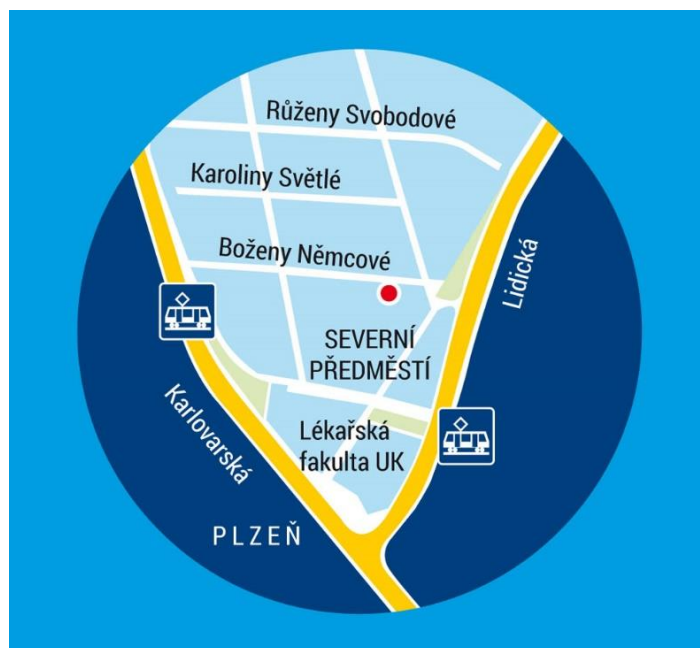 Růženy Svobodové
Karoliny Světlé
Boženy Němcové
Lidická
SEVERNÍ
PŘEDMĚSTÍ
Karlovarská
Lékařská
fakulta UK
PLZEŇ